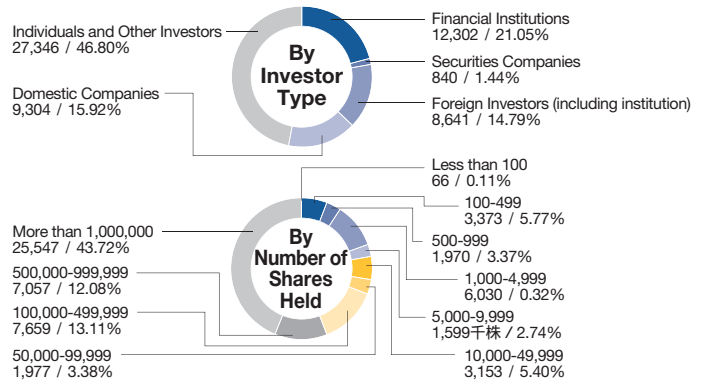 By
Investor
Type
Financial Institutions
12,302 / 21.05%
Securities Companies
840 / 1.44%
Foreign Investors (including institution)
8,641 / 14.79%
Domestic Companies
9,304 / 15.92%
Individuals and Other Investors
27,346 / 46.80%
By
Number of
Shares
Held
Less than 100
66 / 0.11%
100-499
3,373 / 5.77%
500-999
1,970 / 3.37%
1,000-4,999
6,030 / 0.32%
5,000-9,999
1,599千株 / 2.74%
10,000-49,999
3,153 / 5.40%
50,000-99,999
1,977 / 3.38%
100,000-499,999
7,659 / 13.11%
500,000-999,999
7,057 / 12.08%
More than 1,000,000
25,547 / 43.72%